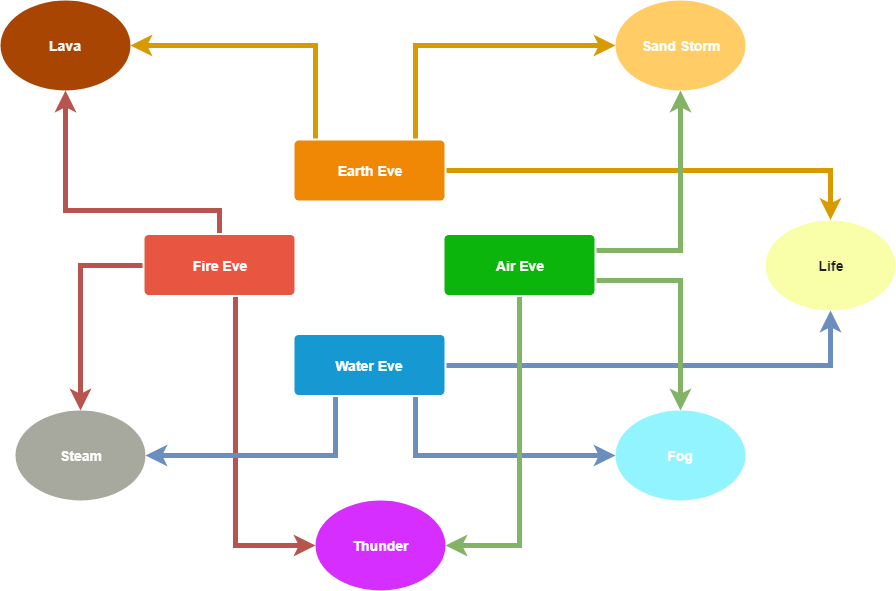 Lava
Sand Storm
Earth Eve
Fire Eve
Air Eve
Life
Water Eve
Steam
Fog
Thunder